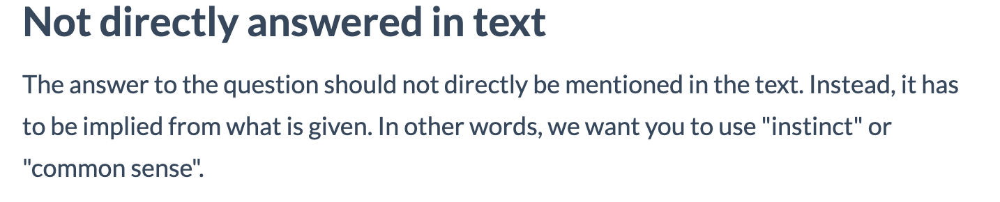 Not directly answered in text
The answer to the question should not directly be mentioned in the text. Instead, it has
to be implied from what is given. In other words, we want you to use "instinct" or
"common sense".